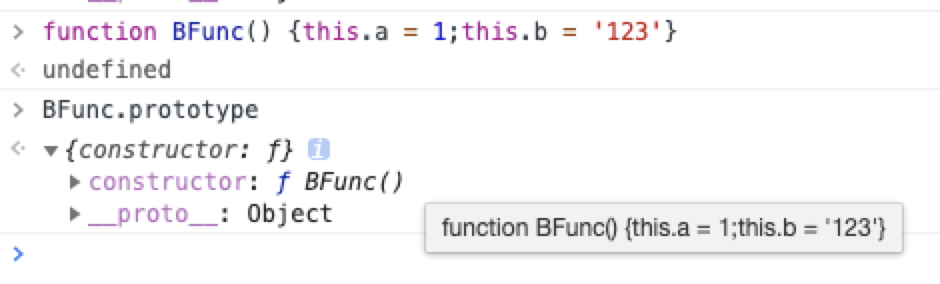 > function BFunc() {this.a = 1;this.b = '123'}
< undefined
> BFunc.prototype
< ▼{constructor: ƒ} i
▶constructor: ƒ BFunc()
▶__proto__: Object
function BFunc() {this.a = 1;this.b = '123'}
>